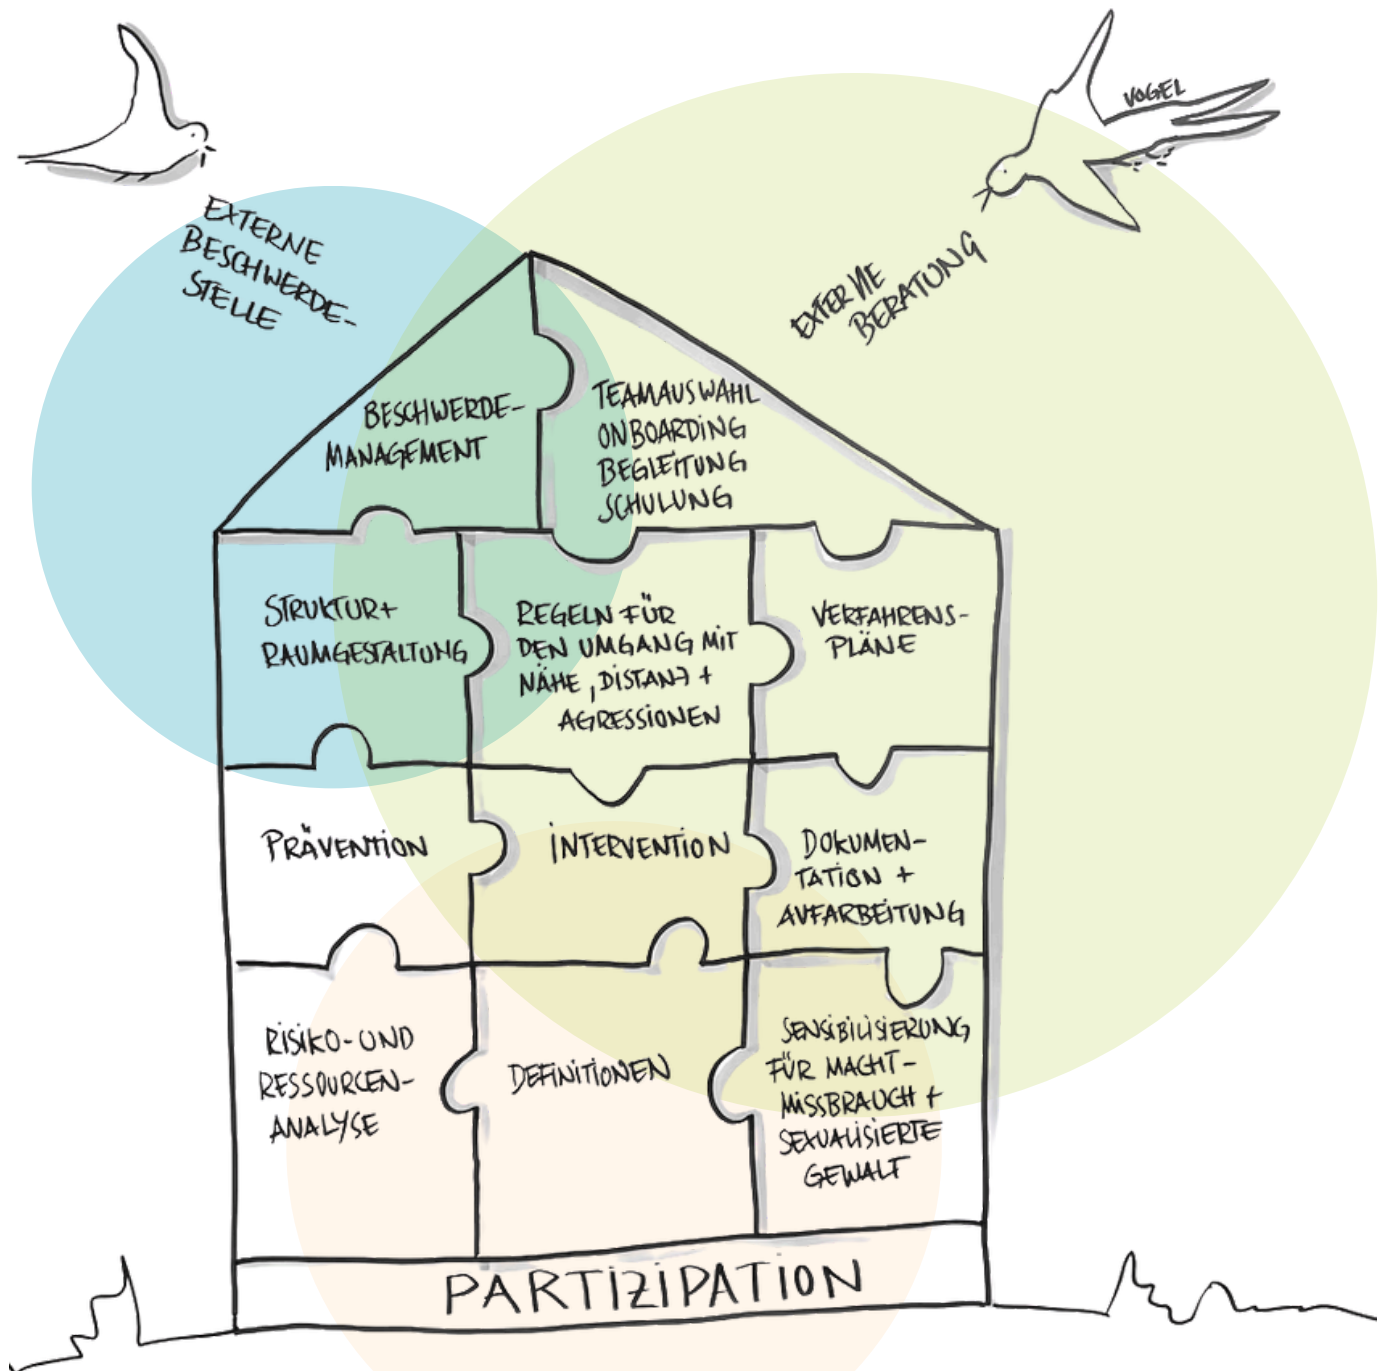 VOGEL
EXTERNE
BESCHWERDE-
STELLE
EXTERNE
BERATUNG
BESCHWERDE-
MANAGEMENT
TEAMAUSWAHL
ONBOARDING
BEGLEITUNG
SCHULUNG
STRUKTUR+
RAUMGESTALTUNG
REGELN FÜR
DEN UMGANG MIT
NÄHE, DISTANZ +
AGRESSIONEN
VERFAHRENS-
PLÄNE
PRÄVENTION
INTERVENTION
DOKUMEN-
TATION +
AUFARBEITUNG
RISIKO-UND
RESSOURCEN-
ANALYSE
DEFINITIONEN
SENSIBILISIERUNG
FÜR MACHT-
MISSBRAUCH +
SEXUALISIERTE
GEWALT
PARTIZIPATION